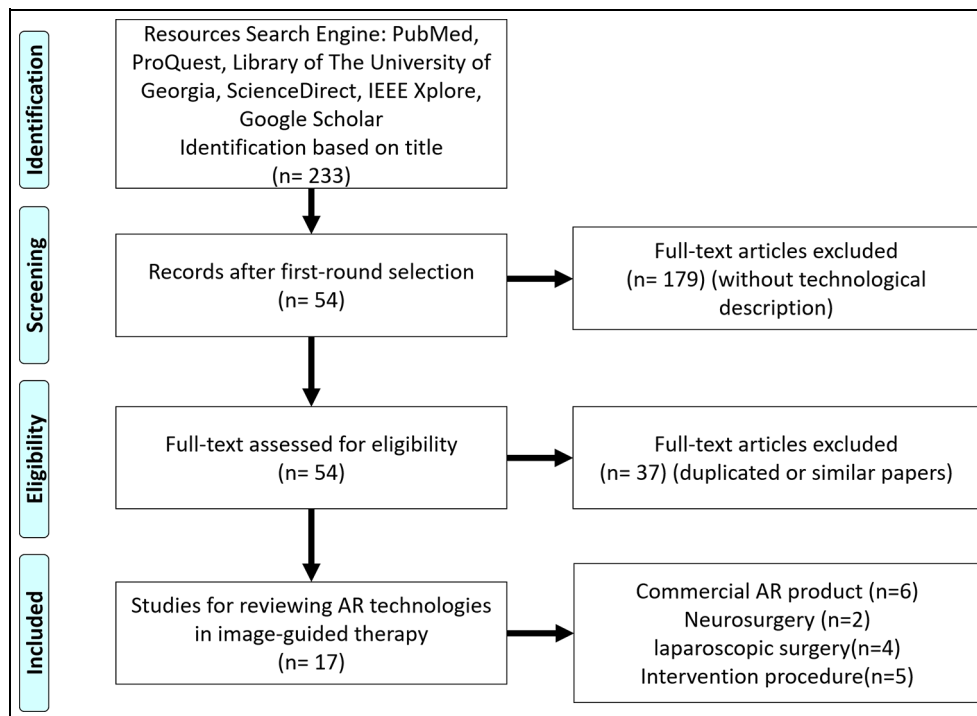 Identification
Resources Search Engine: PubMed,
ProQuest, Library of The University of
Georgia, ScienceDirect, IEEE Xplore,
Google Scholar
Identification based on title
(n= 233)
Screening
Records after first-round selection
(n= 54)
Full-text articles excluded
(n= 179) (without technological
description)
Eligibility
Full-text assessed for eligibility
(n= 54)
Full-text articles excluded
(n= 37) (duplicated or similar papers)
Included
Studies for reviewing AR technologies
in image-guided therapy
(n= 17)
Commercial AR product (n=6)
Neurosurgery (n=2)
laparoscopic surgery(n=4)
Intervention procedure(n=5)